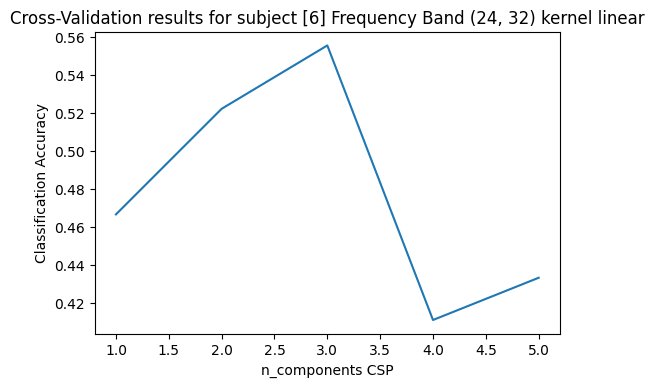 Cross-Validation results for subject [6] Frequency Band (24, 32) kernel linear
0.56
0.54
0.52
0.50
0.48
0.46
0.44
0.42
Classification Accuracy
1.0 1.5 2.0 2.5 3.0 3.5 4.0 4.5 5.0
n_components CSP